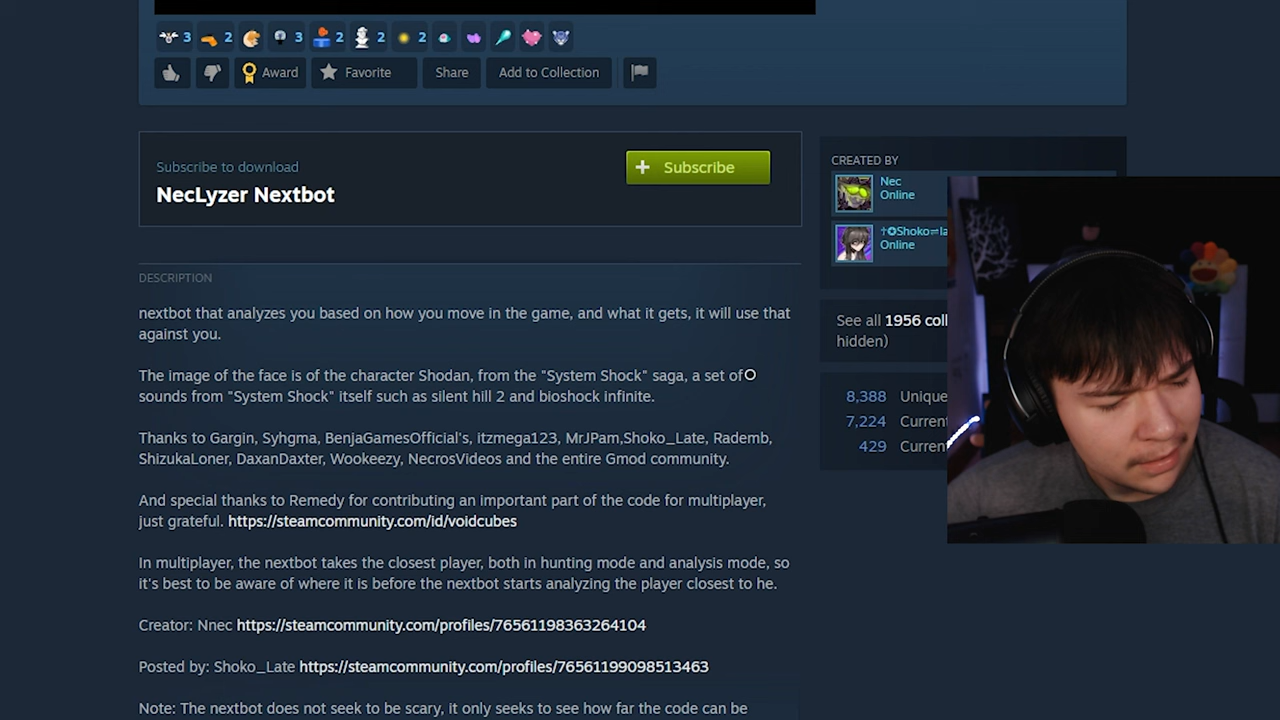 3 2 3 2 2 2
Award Favorite Share Add to Collection
Subscribe to download
NecLyzer Nextbot
Subscribe
DESCRIPTION
nextbot that analyzes you based on how you move in the game, and what it gets, it will use that
against you.
The image of the face is of the character Shodan, from the "System Shock" saga, a set of
sounds from "System Shock" itself such as silent hill 2 and bioshock infinite.
Thanks to Gargin, Syhgma, BenjaGamesOfficial's, itzmega123, MrJPam,Shoko_Late, Rademb,
ShizukaLoner, DaxanDaxter, Wookeezy, NecrosVideos and the entire Gmod community.
And special thanks to Remedy for contributing an important part of the code for multiplayer,
just grateful. https://steamcommunity.com/id/voidcubes
In multiplayer, the nextbot takes the closest player, both in hunting mode and analysis mode, so
it's best to be aware of where it is before the nextbot starts analyzing the player closest to he.
Creator: Nnec https://steamcommunity.com/profiles/76561198363264104
Posted by: Shoko_Late https://steamcommunity.com/profiles/76561199098513463
Note: The nextbot does not seek to be scary, it only seeks to see how far the code can be
CREATED BY
Nec
Online
†✪Shoko⇌la
Online
See all 1956 coll
hidden)
8,388 Unique
7,224 Current
429 Current